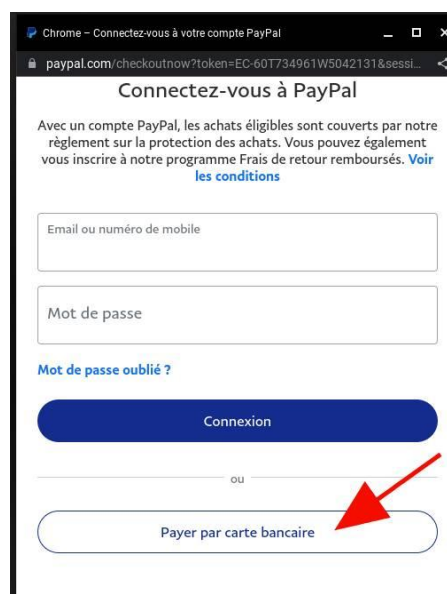 Chrome – Connectez-vous à votre compte PayPal
paypal.com/checkoutnow?token=EC-60T734961W5042131&sessi...
Connectez-vous à PayPal
Avec un compte PayPal, les achats éligibles sont couverts par notre
règlement sur la protection des achats. Vous pouvez également
vous inscrire à notre programme Frais de retour remboursés. Voir
les conditions
Email ou numéro de mobile
Mot de passe
Mot de passe oublié ?
Connexion
ou
Payer par carte bancaire